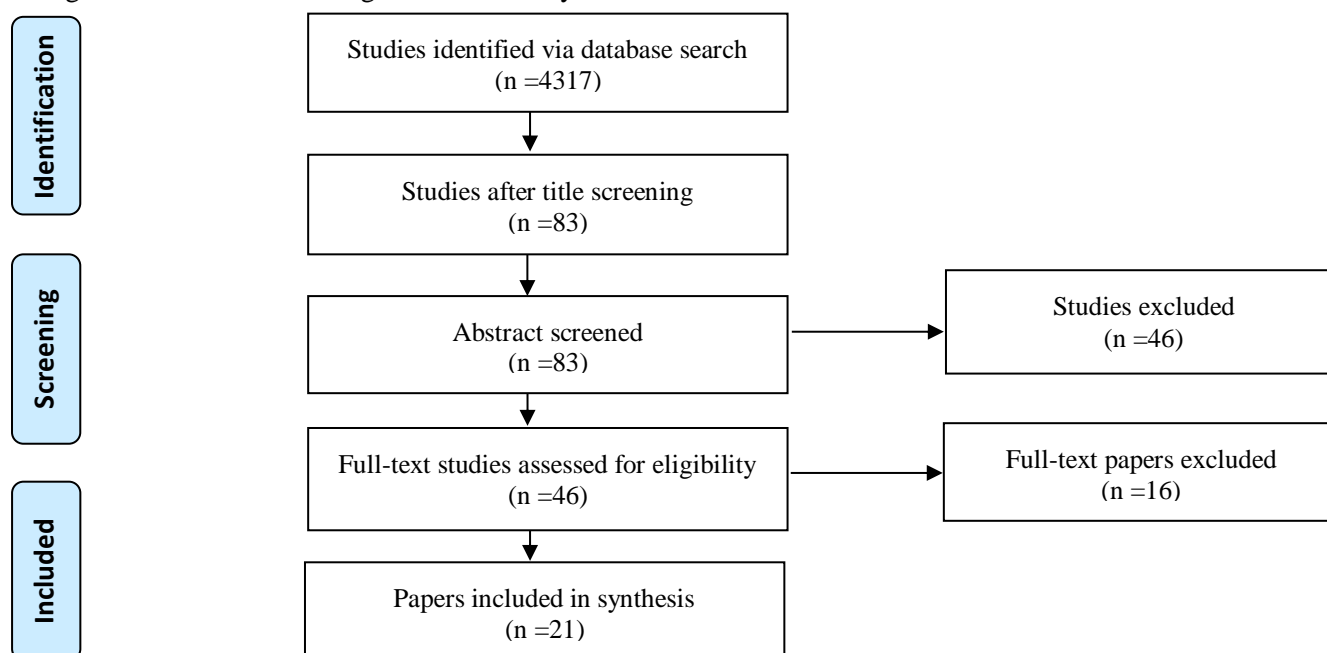 Identification
Studies identified via database search
(n =4317)
Studies after title screening
(n =83)
Screening
Abstract screened
(n =83)
Studies excluded
(n =46)
Full-text studies assessed for eligibility
(n =46)
Full-text papers excluded
(n =16)
Included
Papers included in synthesis
(n =21)